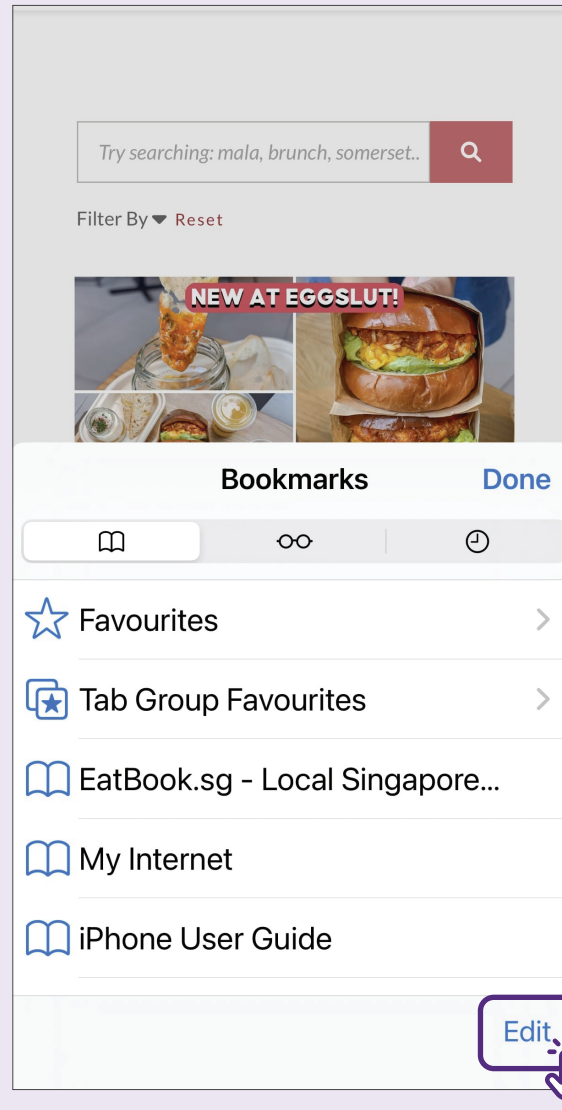 Try searching: mala, brunch, somerset..
Filter By Reset
NEW AT EGGSLUT!
Bookmarks Done
Favourites
Tab Group Favourites
EatBook.sg - Local Singapore...
My Internet
iPhone User Guide
Edit